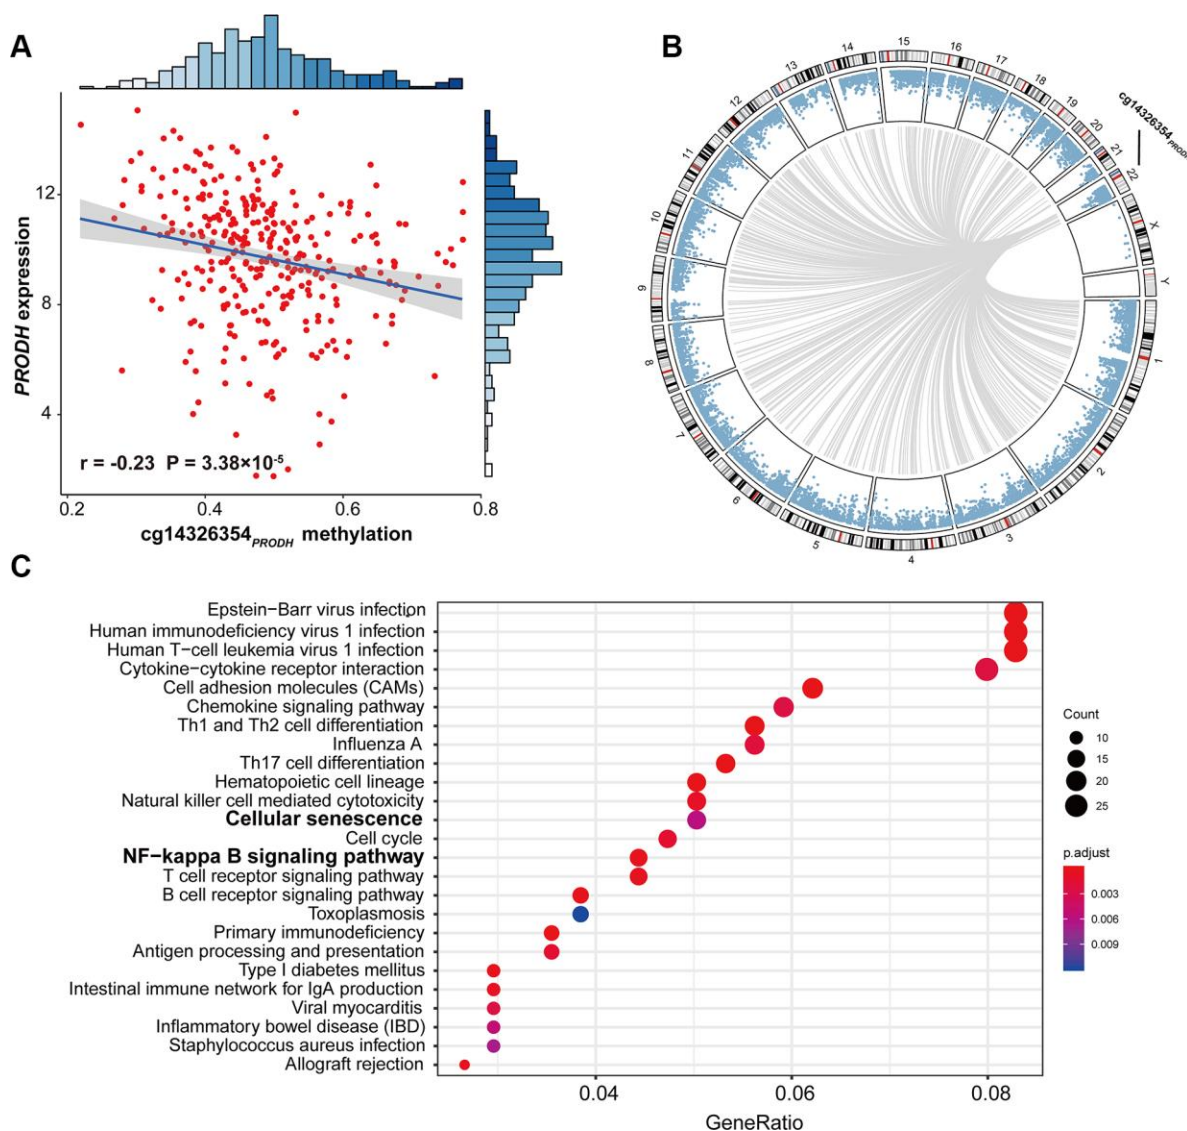 A
B
12
8
4
PRODH expression
r = -0.23 P = 3.38×10-5
0.2
0.4
0.6
0.8
cg14326354PRODH methylation
cg14326354PRODH
1
2
3
4
5
6
7
8
9
10
11
12
13
14
15
16
17
18
19
20
21
22
X
Y
C
Epstein−Barr virus infection
Human immunodeficiency virus 1 infection
Human T−cell leukemia virus 1 infection
Cytokine−cytokine receptor interaction
Cell adhesion molecules (CAMs)
Chemokine signaling pathway
Th1 and Th2 cell differentiation
Influenza A
Th17 cell differentiation
Hematopoietic cell lineage
Natural killer cell mediated cytotoxicity
Cellular senescence
Cell cycle
NF−kappa B signaling pathway
T cell receptor signaling pathway
B cell receptor signaling pathway
Toxoplasmosis
Primary immunodeficiency
Antigen processing and presentation
Type I diabetes mellitus
Intestinal immune network for IgA production
Viral myocarditis
Inflammatory bowel disease (IBD)
Staphylococcus aureus infection
Allograft rejection
0.04
0.06
0.08
GeneRatio
Count
10
15
20
25
p.adjust
0.003
0.006
0.009